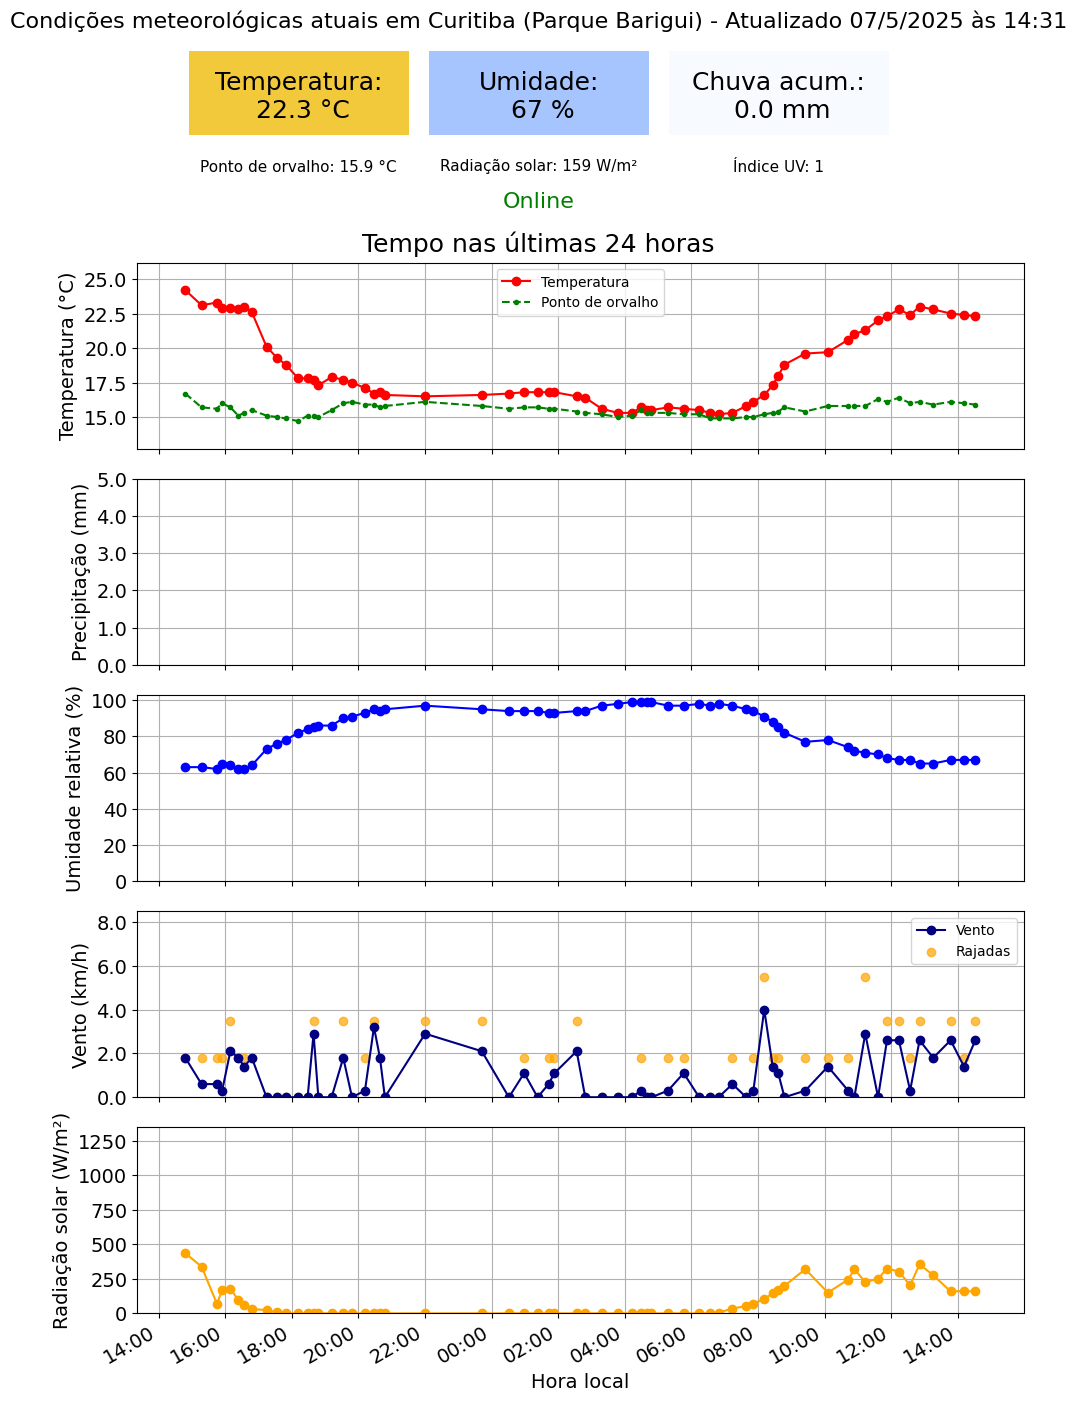 Condições meteorológicas atuais em Curitiba (Parque Barigui) - Atualizado 07/5/2025 às 14:31
Temperatura:
22.3 °C
Umidade:
67 %
Chuva acum.:
0.0 mm
Ponto de orvalho: 15.9 °C
Radiação solar: 159 W/m²
Índice UV: 1
Online
Tempo nas últimas 24 horas
Temperatura (°C)
25.0
22.5
20.0
17.5
15.0
Temperatura
Ponto de orvalho
Precipitação (mm)
5.0
4.0
3.0
2.0
1.0
0.0
Umidade relativa (%)
100
80
60
40
20
0
Vento (km/h)
8.0
6.0
4.0
2.0
0.0
Vento
Rajadas
Radiação solar (W/m²)
1250
1000
750
500
250
0
14:00
16:00
18:00
20:00
22:00
00:00
02:00
04:00
06:00
08:00
10:00
12:00
14:00
Hora local